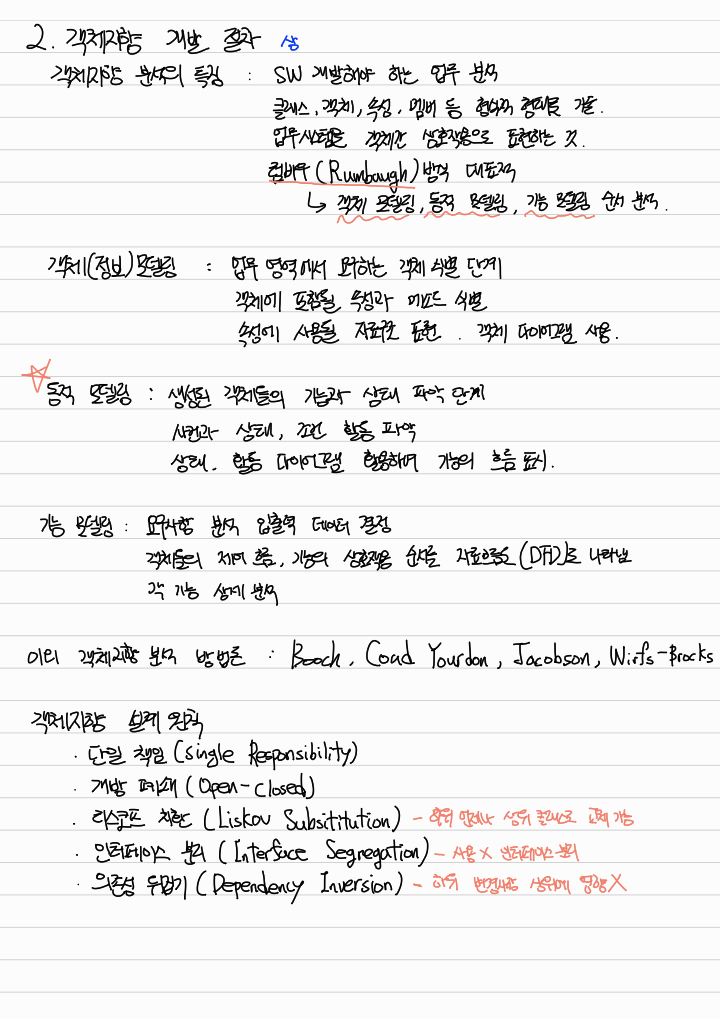 2. 객체지향 개발 절차 상
객체지향 분석의 특징 : SW 개발해야 하는 업무 분석
클래스, 객체, 속성, 멤버 등 형태로 기술.
업무시스템을 객체간 상호작용으로 표현하는 것.
럼바우(Rumbaugh) 방식 대표적
↳ 객체 모델링, 동적 모델링, 기능 모델링 순서 분석.
객체(정보)모델링 : 업무 영역에서 요구하는 객체 식별 단계
객체에 포함될 속성과 메소드 식별
속성에 사용될 자료구조 표현. 객체 다이어그램 사용.
☆ 동적 모델링 : 생성된 객체들의 기능과 상태 파악 단계
사건과 상태, 조건 활동 파악
상태. 활동 다이어그램 활용하여 기능의 흐름 표시.
기능 모델링 : 요구사항 분석 입출력 데이터 결정
객체들의 제어 흐름, 기능의 상호작용 순서를 자료흐름도(DFD)로 나타냄
각 기능 상세 분석
이외 객체지향 분석 방법론 : Booch, Coad Yourdon, Jacobson, Wirfs-Brocks
객체지향 설계 원칙
· 단일 책임 (Single Responsibility)
· 개방 폐쇄 (Open-closed)
· 리스코프 치환 (Liskov Subsititution) - 하위 언제나 상위 클래스로 교체 가능
· 인터페이스 분리 (Interface Segregation) - 사용 X 인터페이스 분리
· 의존성 뒤집기 (Dependency Inversion) - 하위 변경사항 상위에 영향 X